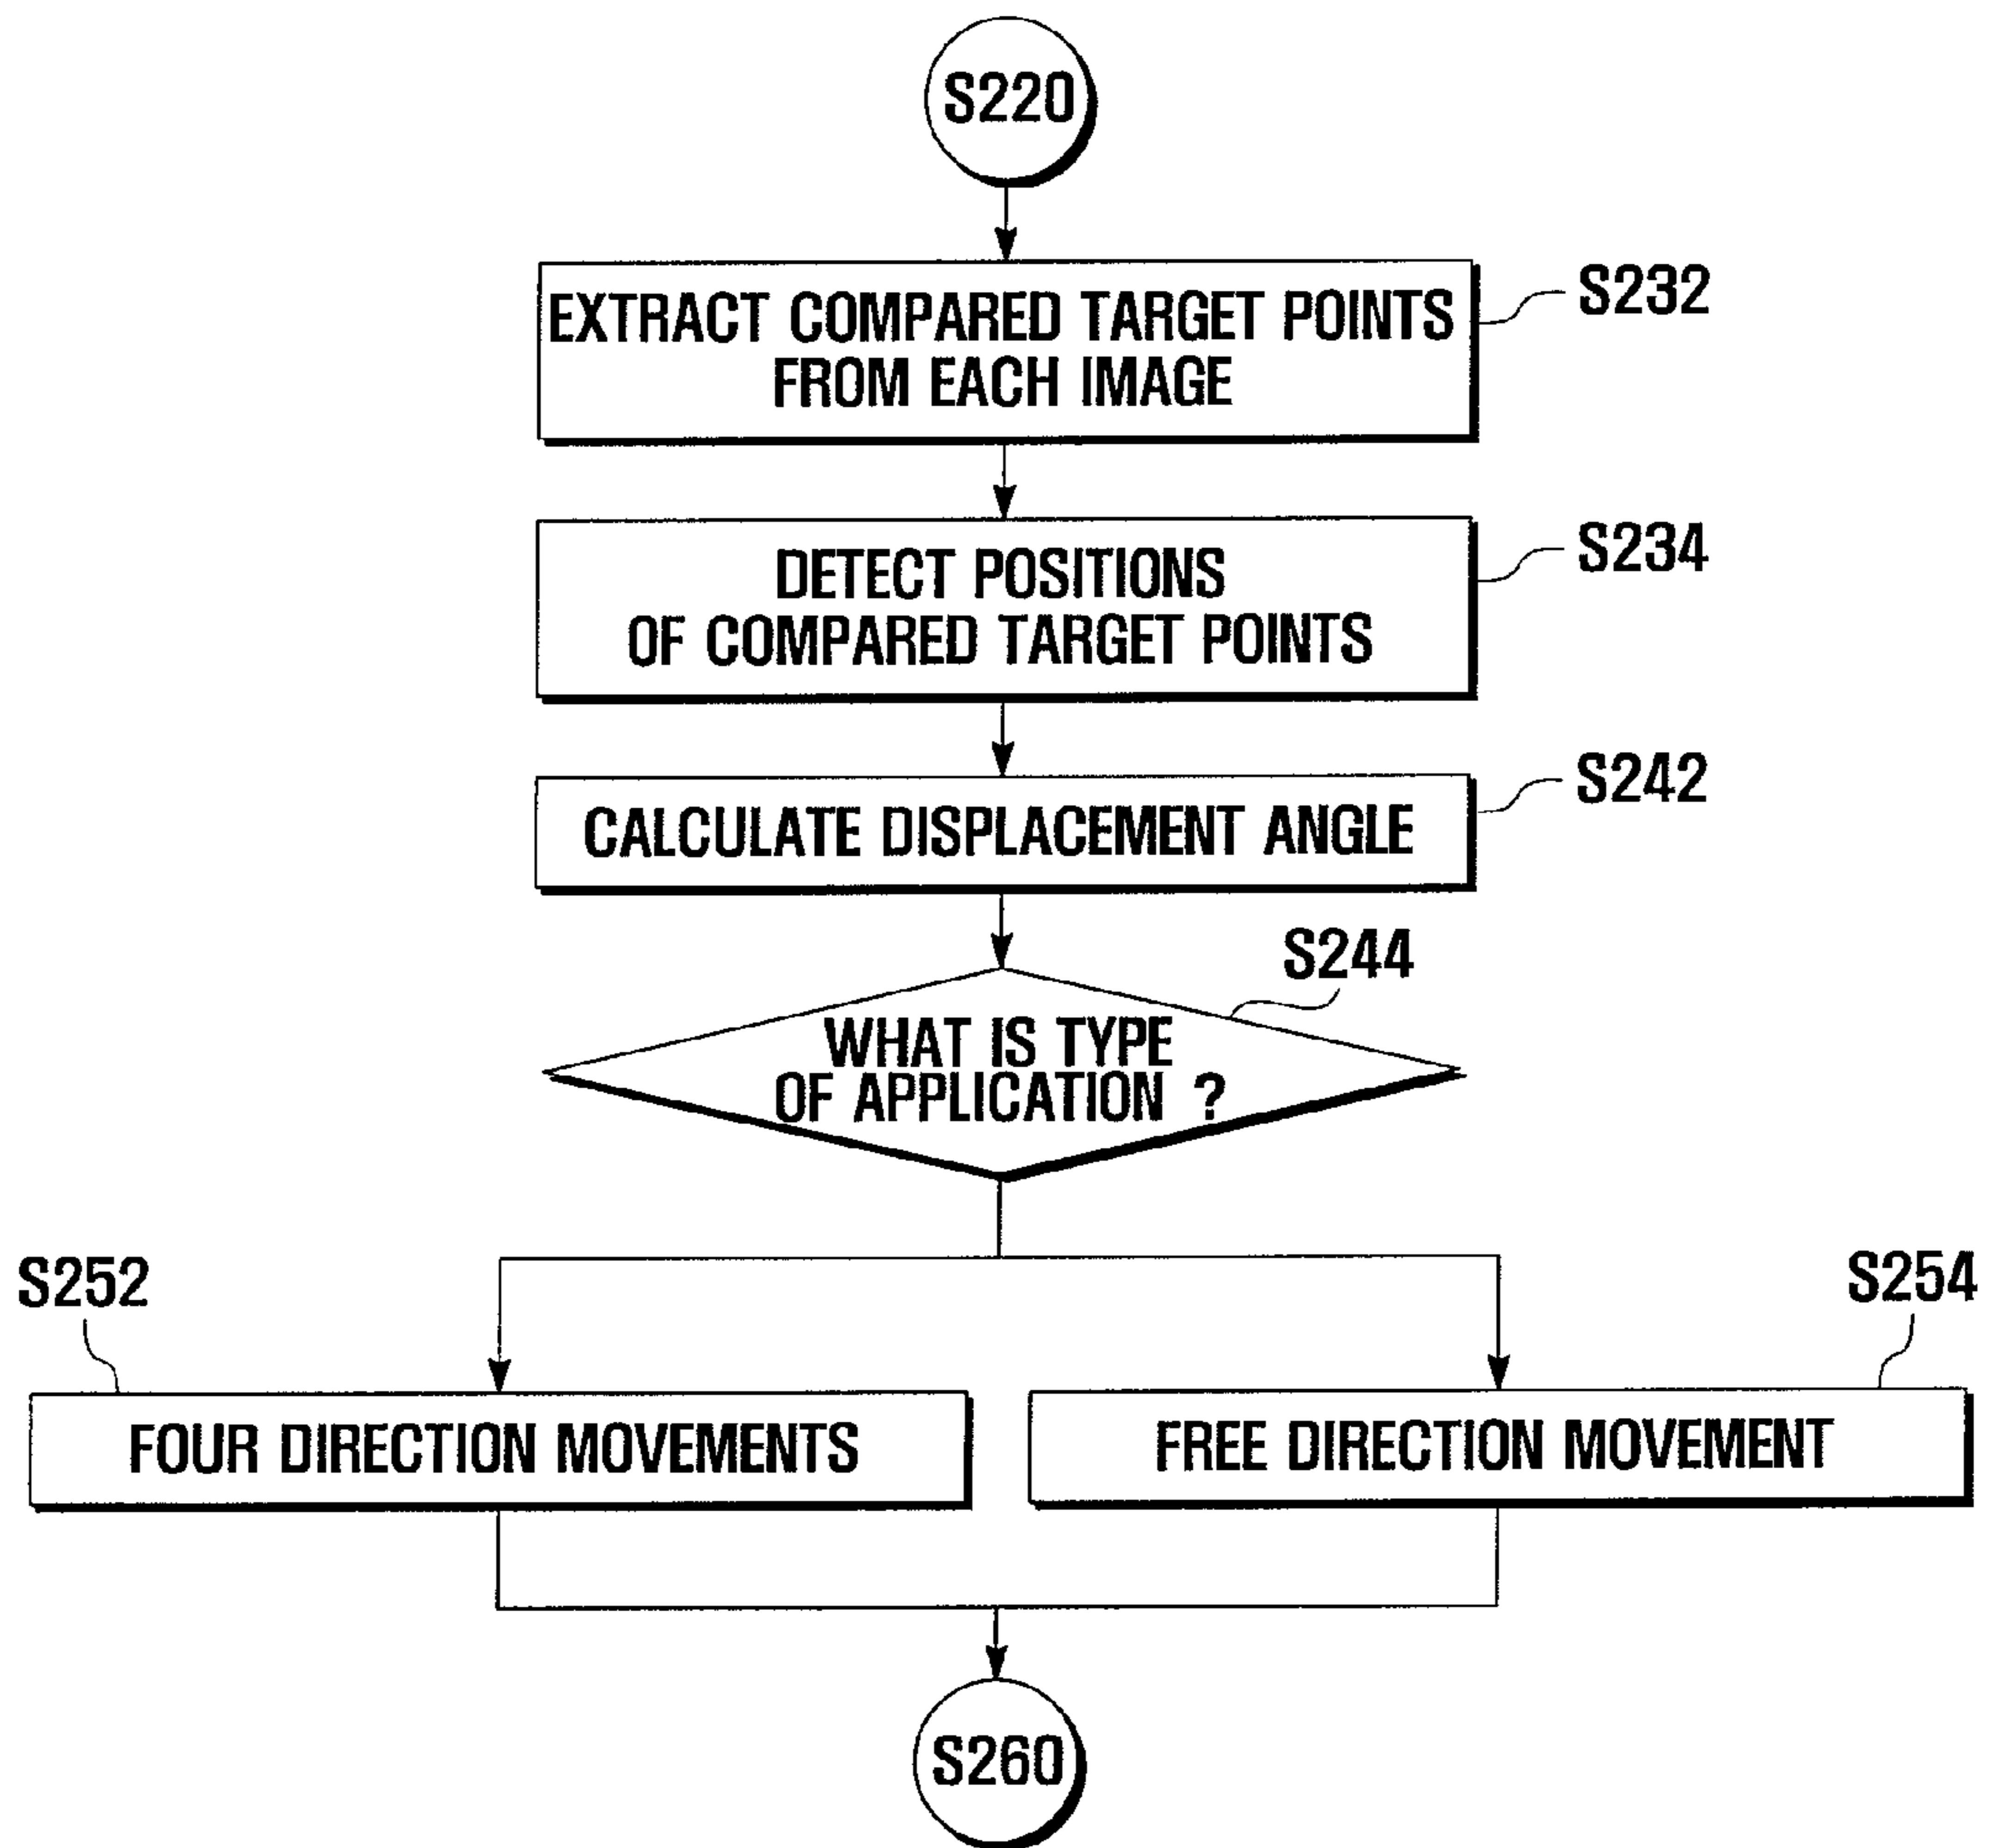 S220
EXTRACT COMPARED TARGET POINTS
FROM EACH IMAGE
S232
DETECT POSITIONS
OF COMPARED TARGET POINTS
S234
CALCULATE DISPLACEMENT ANGLE
S242
S244
WHAT IS TYPE
OF APPLICATION ?
S252
FOUR DIRECTION MOVEMENTS
S254
FREE DIRECTION MOVEMENT
S260